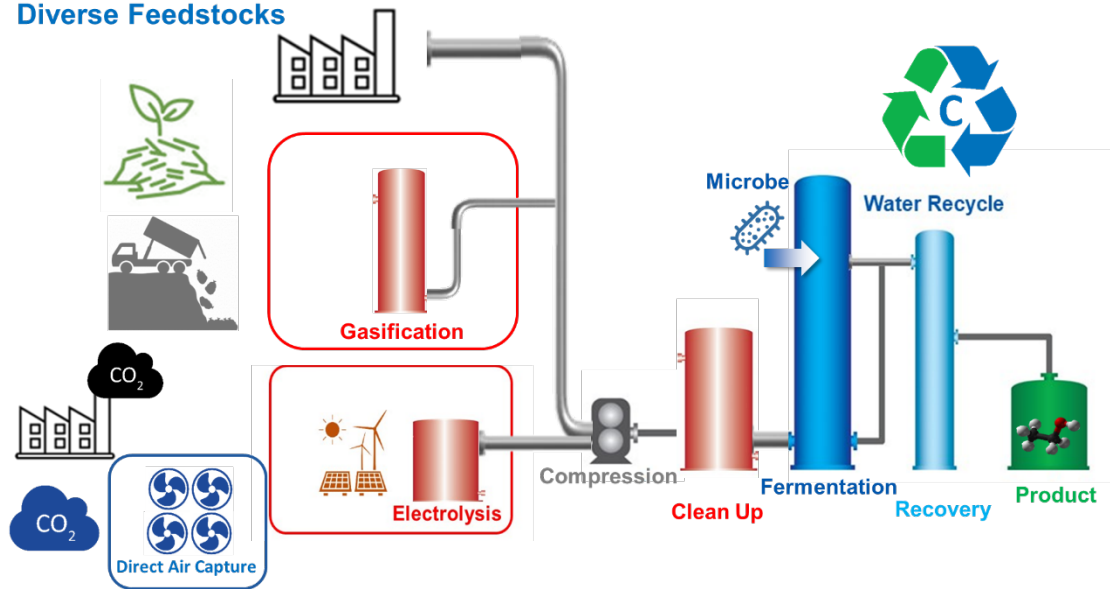 Diverse Feedstocks
C
Microbe
Water Recycle
Gasification
CO2
Compression
Electrolysis
Clean Up
Fermentation
Recovery
Product
CO2
Direct Air Capture